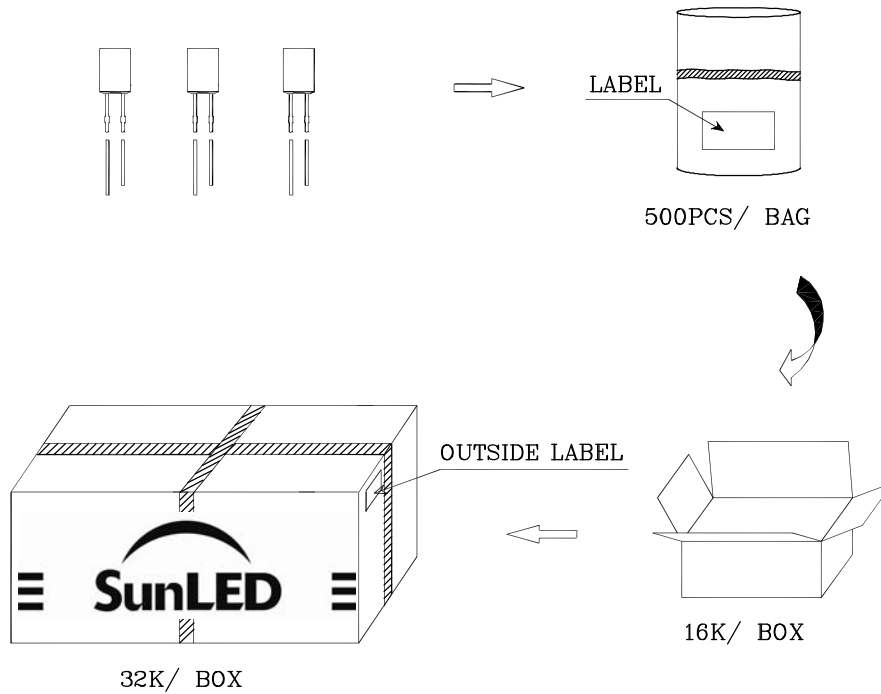 LABEL
500PCS/ BAG
OUTSIDE LABEL
SunLED
16K/ BOX
32K/ BOX